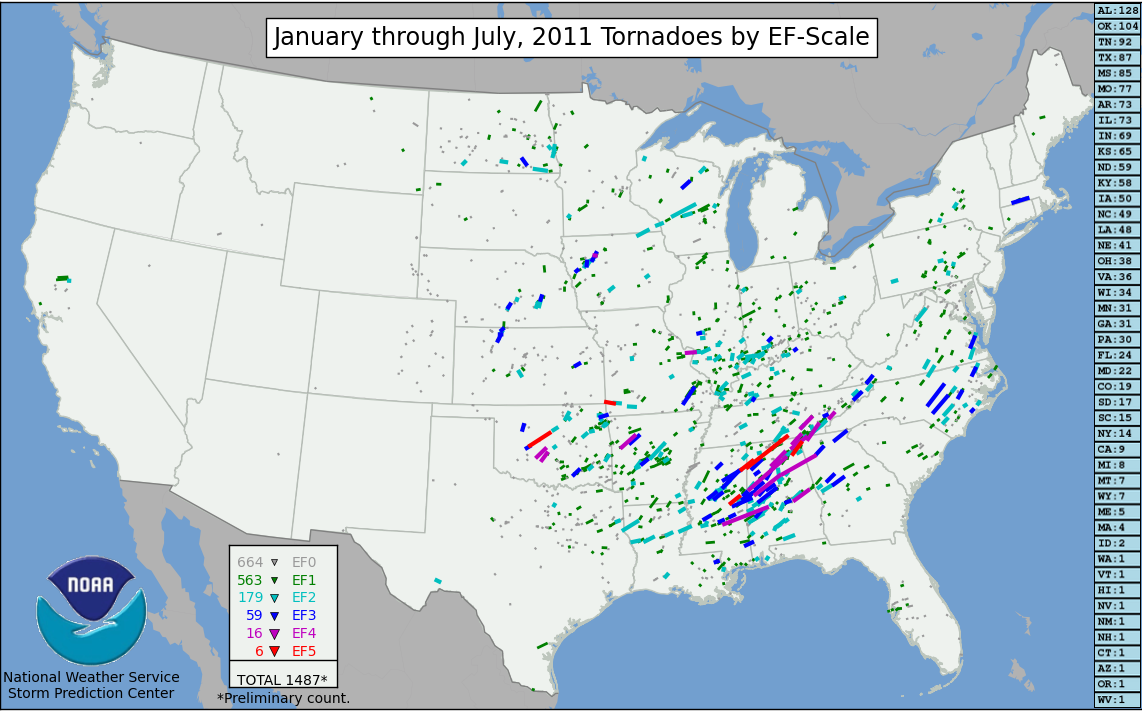 January through July, 2011 Tornadoes by EF-Scale
AL:128
OK:104
TN:92
TX:87
MS:85
MO:77
AR:73
IL:73
IN:69
KS:65
ND:59
KY:58
IA:50
NC:49
LA:48
NE:41
OH:38
VA:36
WI:34
MN:31
GA:31
PA:30
FL:24
MD:22
CO:19
SD:17
SC:15
NY:14
CA:9
MI:8
MT:7
WY:7
ME:5
MA:4
ID:2
WA:1
VT:1
HI:1
NV:1
NM:1
NH:1
CT:1
AZ:1
OR:1
WV:1
664 EF0
563 EF1
179 EF2
59 EF3
16 EF4
6 EF5
TOTAL 1487*
*Preliminary count.
NOAA
National Weather Service
Storm Prediction Center